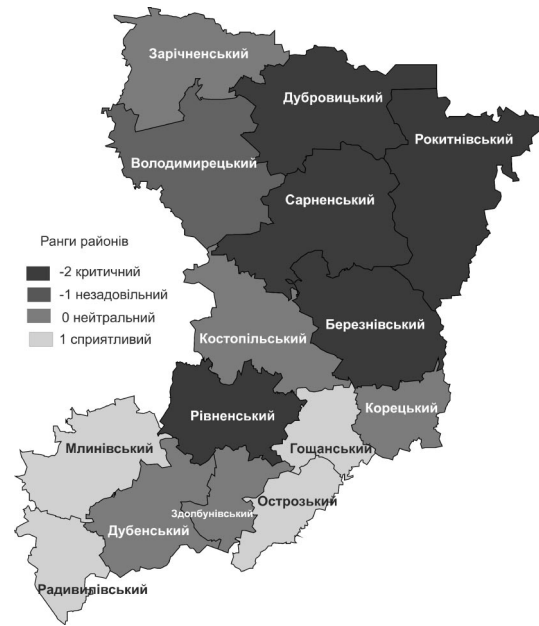 Зарічненський
Дубровицький
Рокитнівський
Володимирецький
Сарненський
Ранги районів
-2 критичний
-1 незадовільний
0 нейтральний
1 сприятливий
Березнівський
Костопільський
Корецький
Рівненський
Млинівський
Гощанський
Острозький
Здолбунівський
Дубенський
Радивилівський